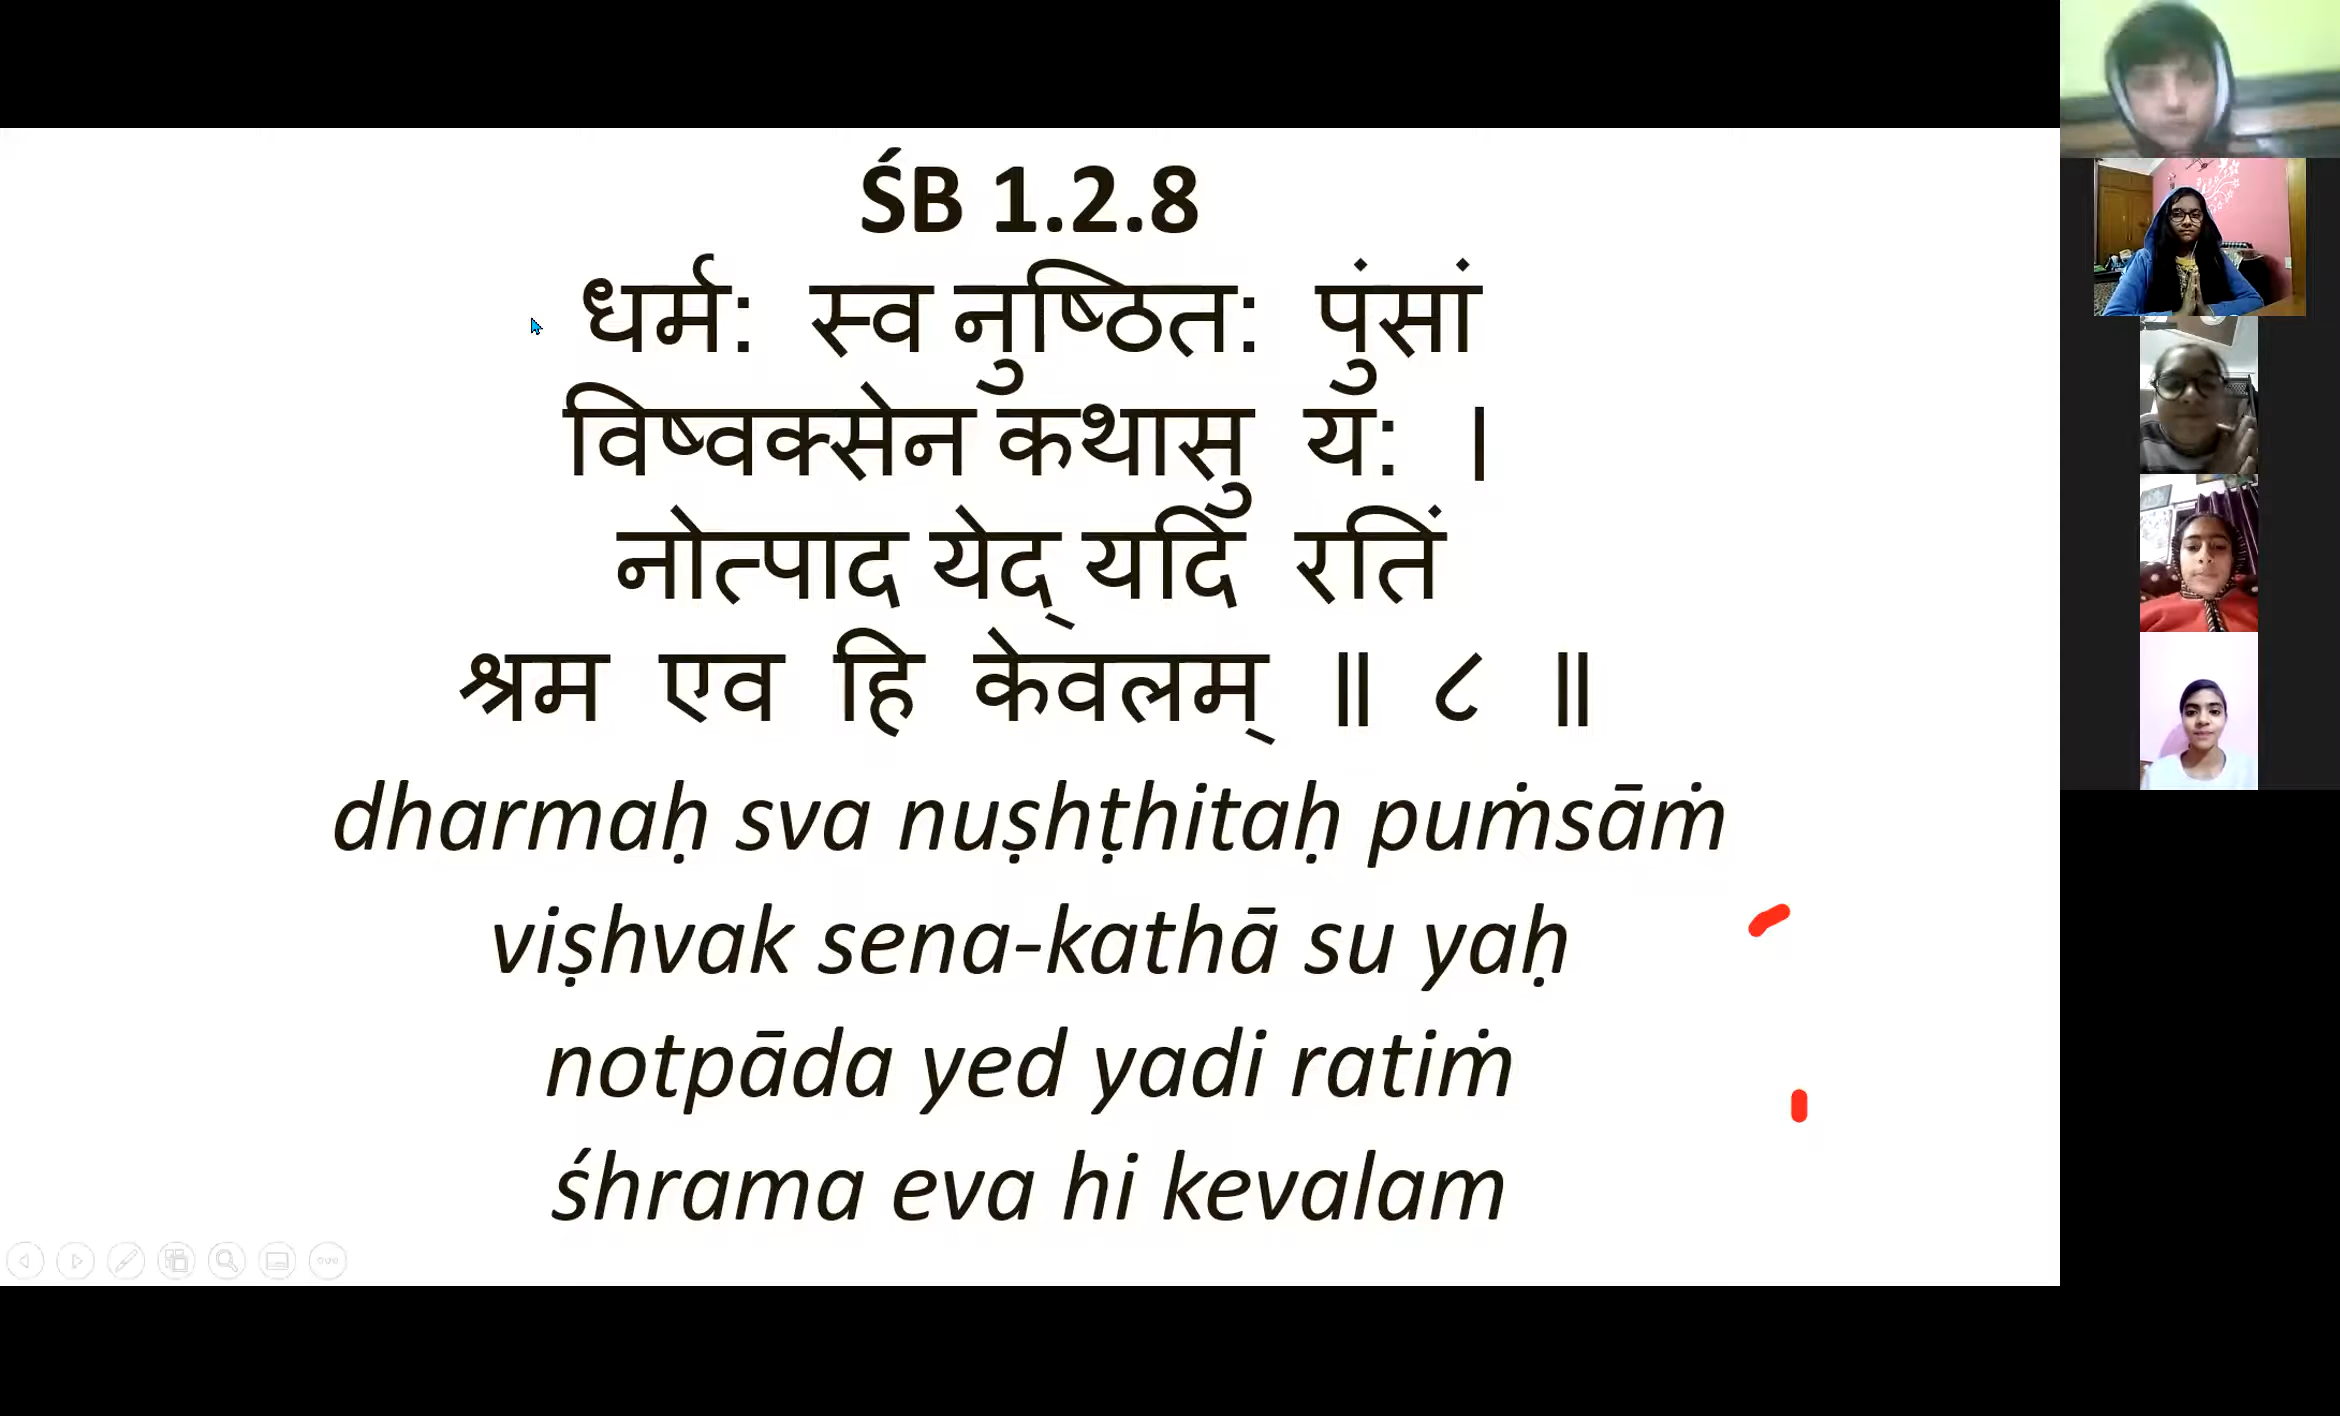 ŚB 1.2.8
धर्म: स्व नुष्ठित: पुंसां
विष्वक्सेन कथासु य: ।
नोत्पाद येद् यदि रतिं
श्रम एव हि केवलम् ॥ ८ ॥
dharmaḥ sva nuṣhṭhitaḥ puṁsāṁ
viṣhvak sena-kathā su yaḥ
notpāda yed yadi ratiṁ
śhrama eva hi kevalam